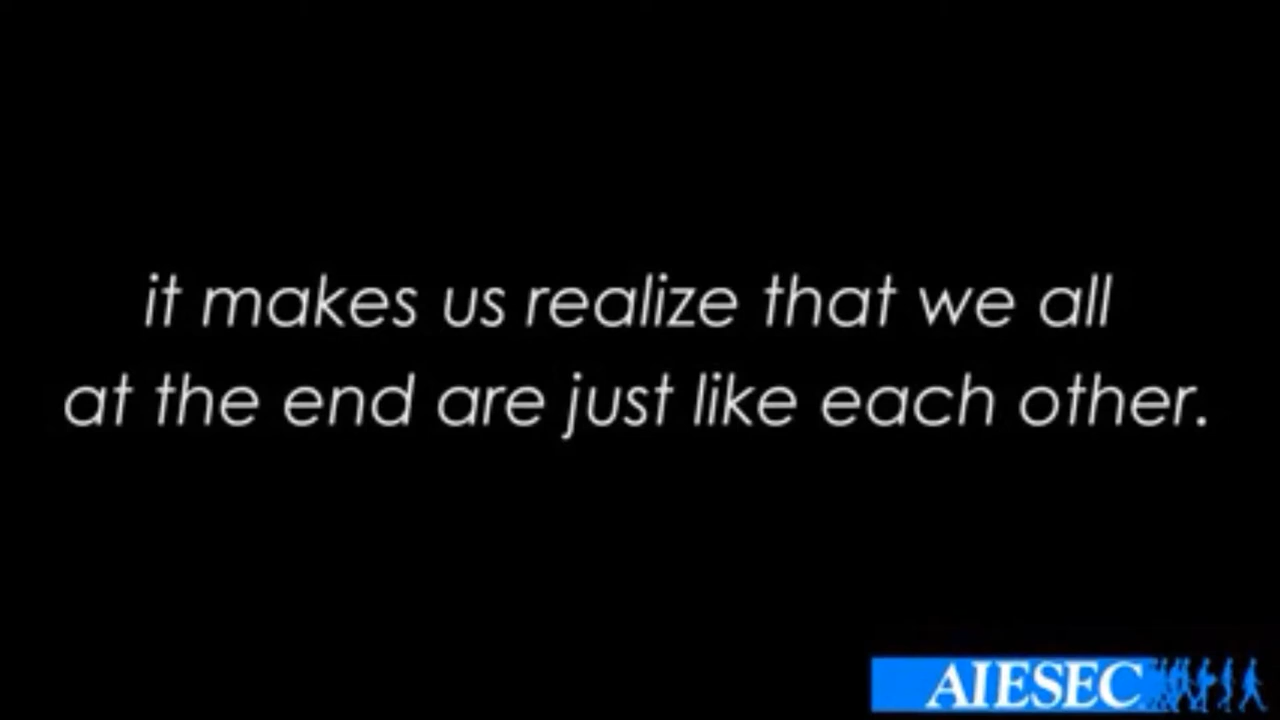 it makes us realize that we all
at the end are just like each other.
AIESEC